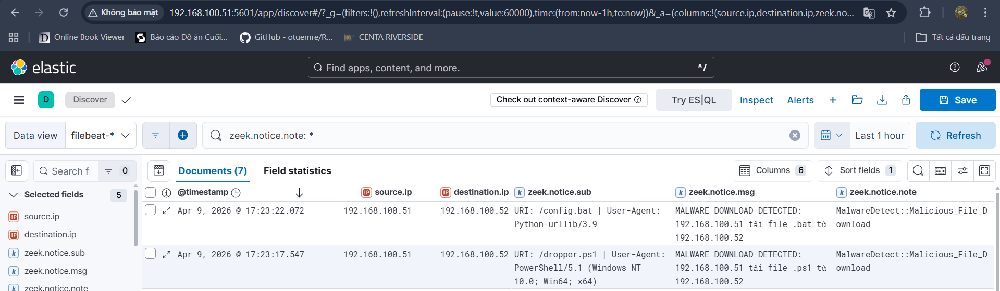 Không bảo mật
192.168.100.51:5601/app/discover#/?_g=(filters:!(),refreshInterval:(pause:!t,value:60000),time:(from:now-1h,to:now))&_a=(columns:!(source.ip,destination.ip,zeek.no...
Online Book Viewer
Báo cáo Đồ án Cuối...
GitHub - otuemre/R...
CENTA RIVERSIDE
Tất cả dấu trang
elastic
Find apps, content, and more.
^/
D
Discover
Check out context-aware Discover
Try ES|QL
Inspect
Alerts
Save
Data view
filebeat-*
zeek.notice.note: *
Last 1 hour
Refresh
Search f
0
Documents (7)
Field statistics
Columns 6
Sort fields 1
Selected fields
5
source.ip
destination.ip
zeek.notice.sub
zeek.notice.msg
zeek.notice.note
@timestamp
IP source.ip
IP destination.ip
k zeek.notice.sub
k zeek.notice.msg
k zeek.notice.note
Apr 9, 2026 @ 17:23:22.072
192.168.100.51
192.168.100.52
URI: /config.bat | User-Agent:
Python-urllib/3.9
MALWARE DOWNLOAD DETECTED:
192.168.100.51 tải file .bat từ
192.168.100.52
MalwareDetect::Malicious_File_D
ownload
Apr 9, 2026 @ 17:23:17.547
192.168.100.51
192.168.100.52
URI: /dropper.ps1 | User-Agent:
PowerShell/5.1 (Windows NT
10.0; Win64; x64)
MALWARE DOWNLOAD DETECTED:
192.168.100.51 tải file .ps1 từ
192.168.100.52
MalwareDetect::Malicious_File_D
ownload